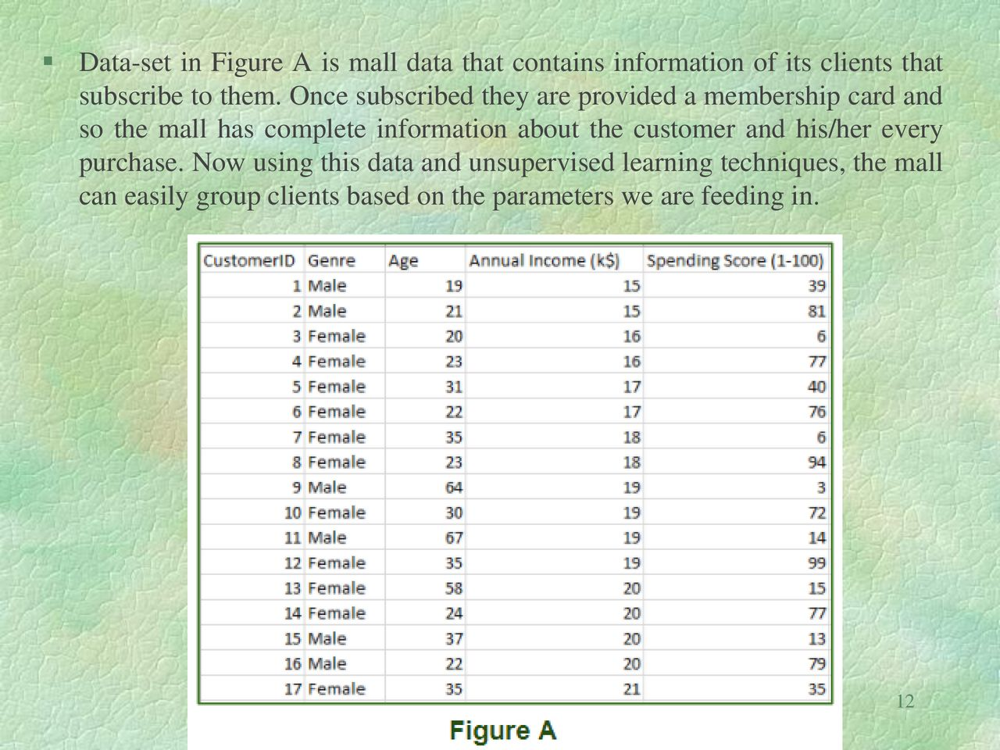 ▪ Data-set in Figure A is mall data that contains information of its clients that
subscribe to them. Once subscribed they are provided a membership card and
so the mall has complete information about the customer and his/her every
purchase. Now using this data and unsupervised learning techniques, the mall
can easily group clients based on the parameters we are feeding in.
CustomerID Genre Age Annual Income (k$) Spending Score (1-100)
1 Male 19 15 39
2 Male 21 15 81
3 Female 20 16 6
4 Female 23 16 77
5 Female 31 17 40
6 Female 22 17 76
7 Female 35 18 6
8 Female 23 18 94
9 Male 64 19 3
10 Female 30 19 72
11 Male 67 19 14
12 Female 35 19 99
13 Female 58 20 15
14 Female 24 20 77
15 Male 37 20 13
16 Male 22 20 79
17 Female 35 21 35
12
Figure A